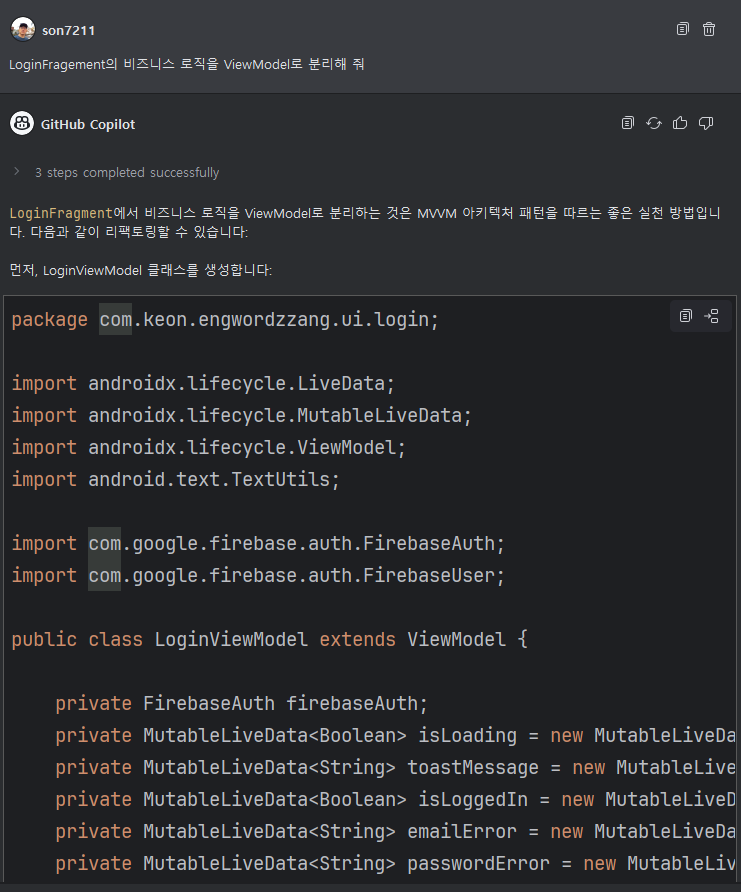 son7211
LoginFragement의 비즈니스 로직을 ViewModel로 분리해 줘
GitHub Copilot
3 steps completed successfully
LoginFragment에서 비즈니스 로직을 ViewModel로 분리하는 것은 MVVM 아키텍처 패턴을 따르는 좋은 실천 방법입니
다. 다음과 같이 리팩토링할 수 있습니다:
먼저, LoginViewModel 클래스를 생성합니다:
package com.keon.engwordzzang.ui.login;
import androidx.lifecycle.LiveData;
import androidx.lifecycle.MutableLiveData;
import androidx.lifecycle.ViewModel;
import android.text.TextUtils;
import com.google.firebase.auth.FirebaseAuth;
import com.google.firebase.auth.FirebaseUser;
public class LoginViewModel extends ViewModel {
private FirebaseAuth firebaseAuth;
private MutableLiveData<Boolean> isLoading = new MutableLiveDa
private MutableLiveData<String> toastMessage = new MutableLive
private MutableLiveData<Boolean> isLoggedIn = new MutableLiveD
private MutableLiveData<String> emailError = new MutableLiveDa
private MutableLiveData<String> passwordError = new MutableLiv